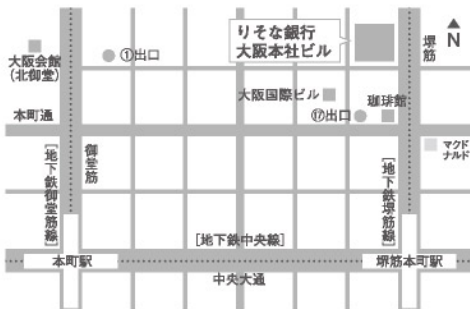 りそな銀行
大阪本社ビル
N
堺筋
大阪会館
(北御堂)
①出口
大阪国際ビル
珈琲館
⑰出口
本町通
マクド
ナルド
御堂筋
[地下鉄御堂筋線]
[地下鉄堺筋線]
[地下鉄中央線]
本町駅
堺筋本町駅
中央大通